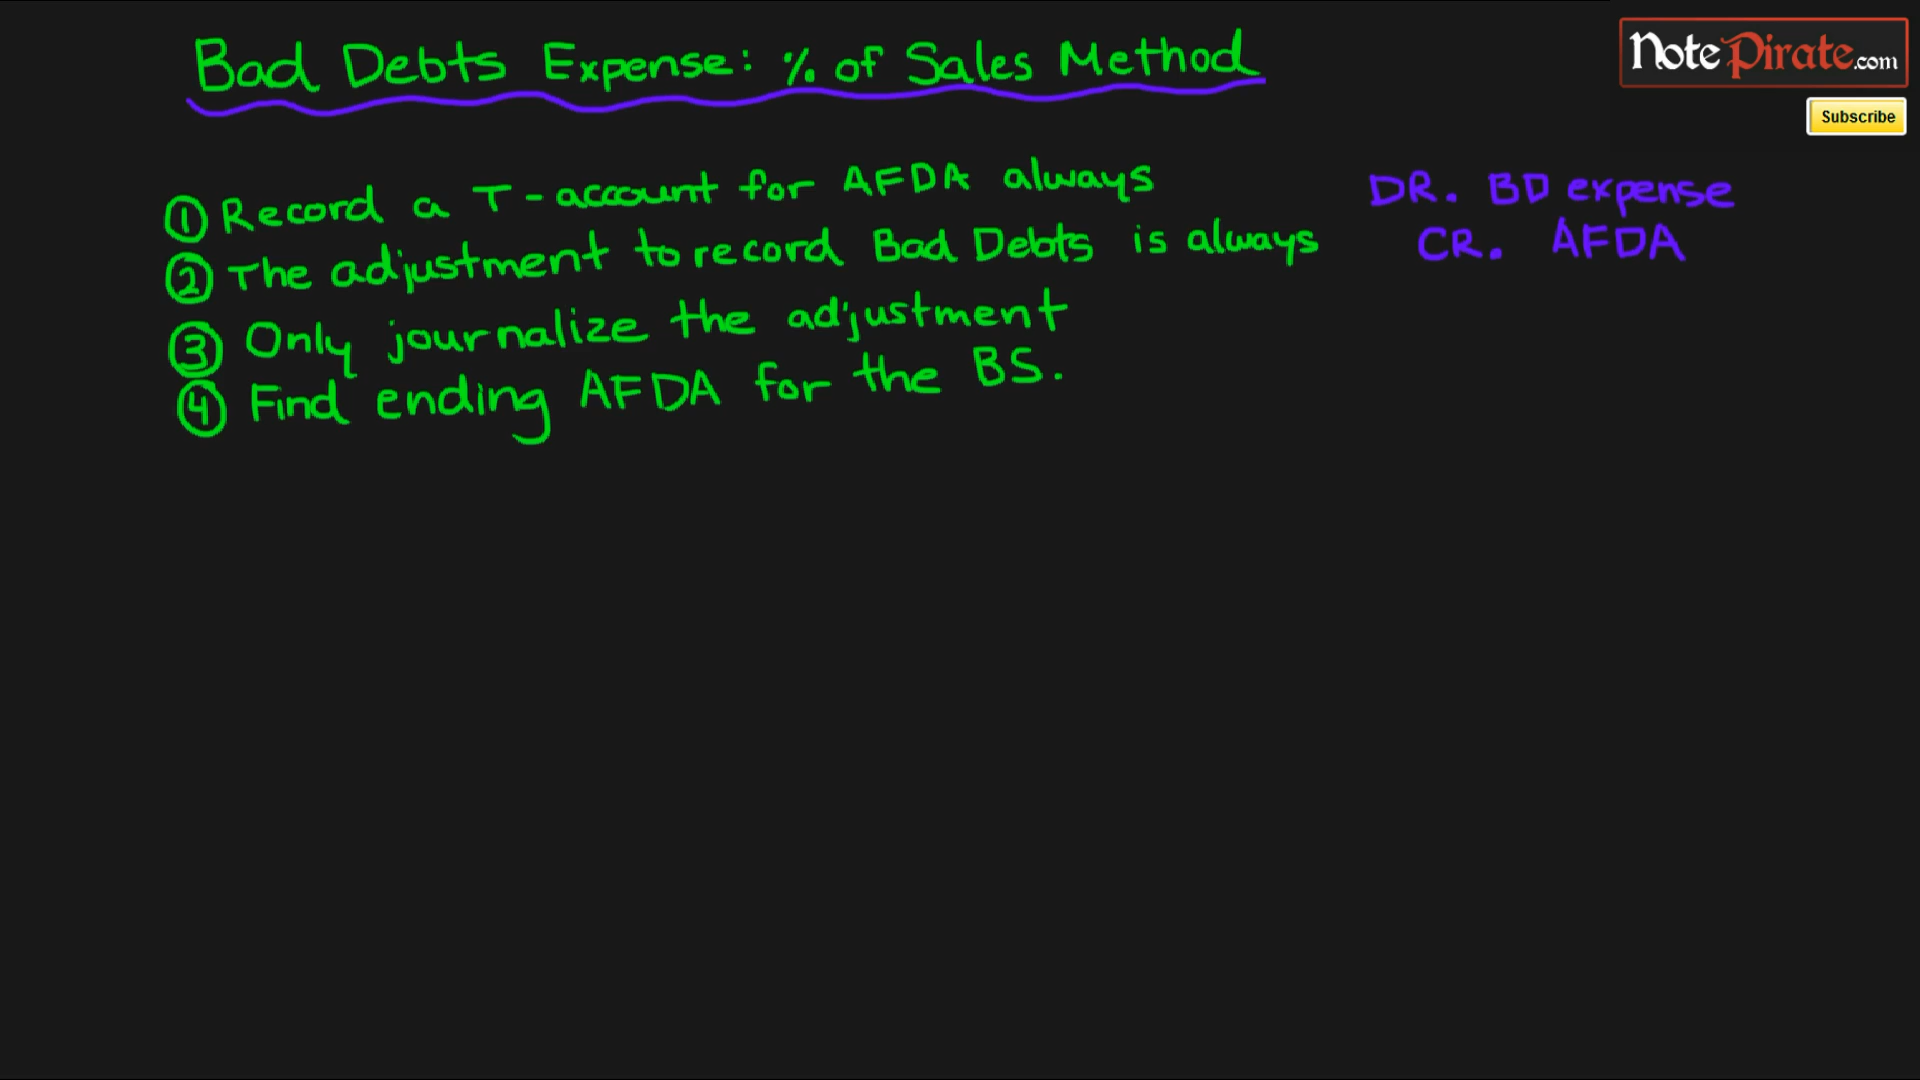 Bad Debts Expense: % of Sales Method
NotePirate.com
Subscribe
① Record a T-account for AFDA always
② The adjustment to record Bad Debts is always
DR. BD expense
CR. AFDA
③ Only journalize the adjustment
④ Find ending AFDA for the BS.